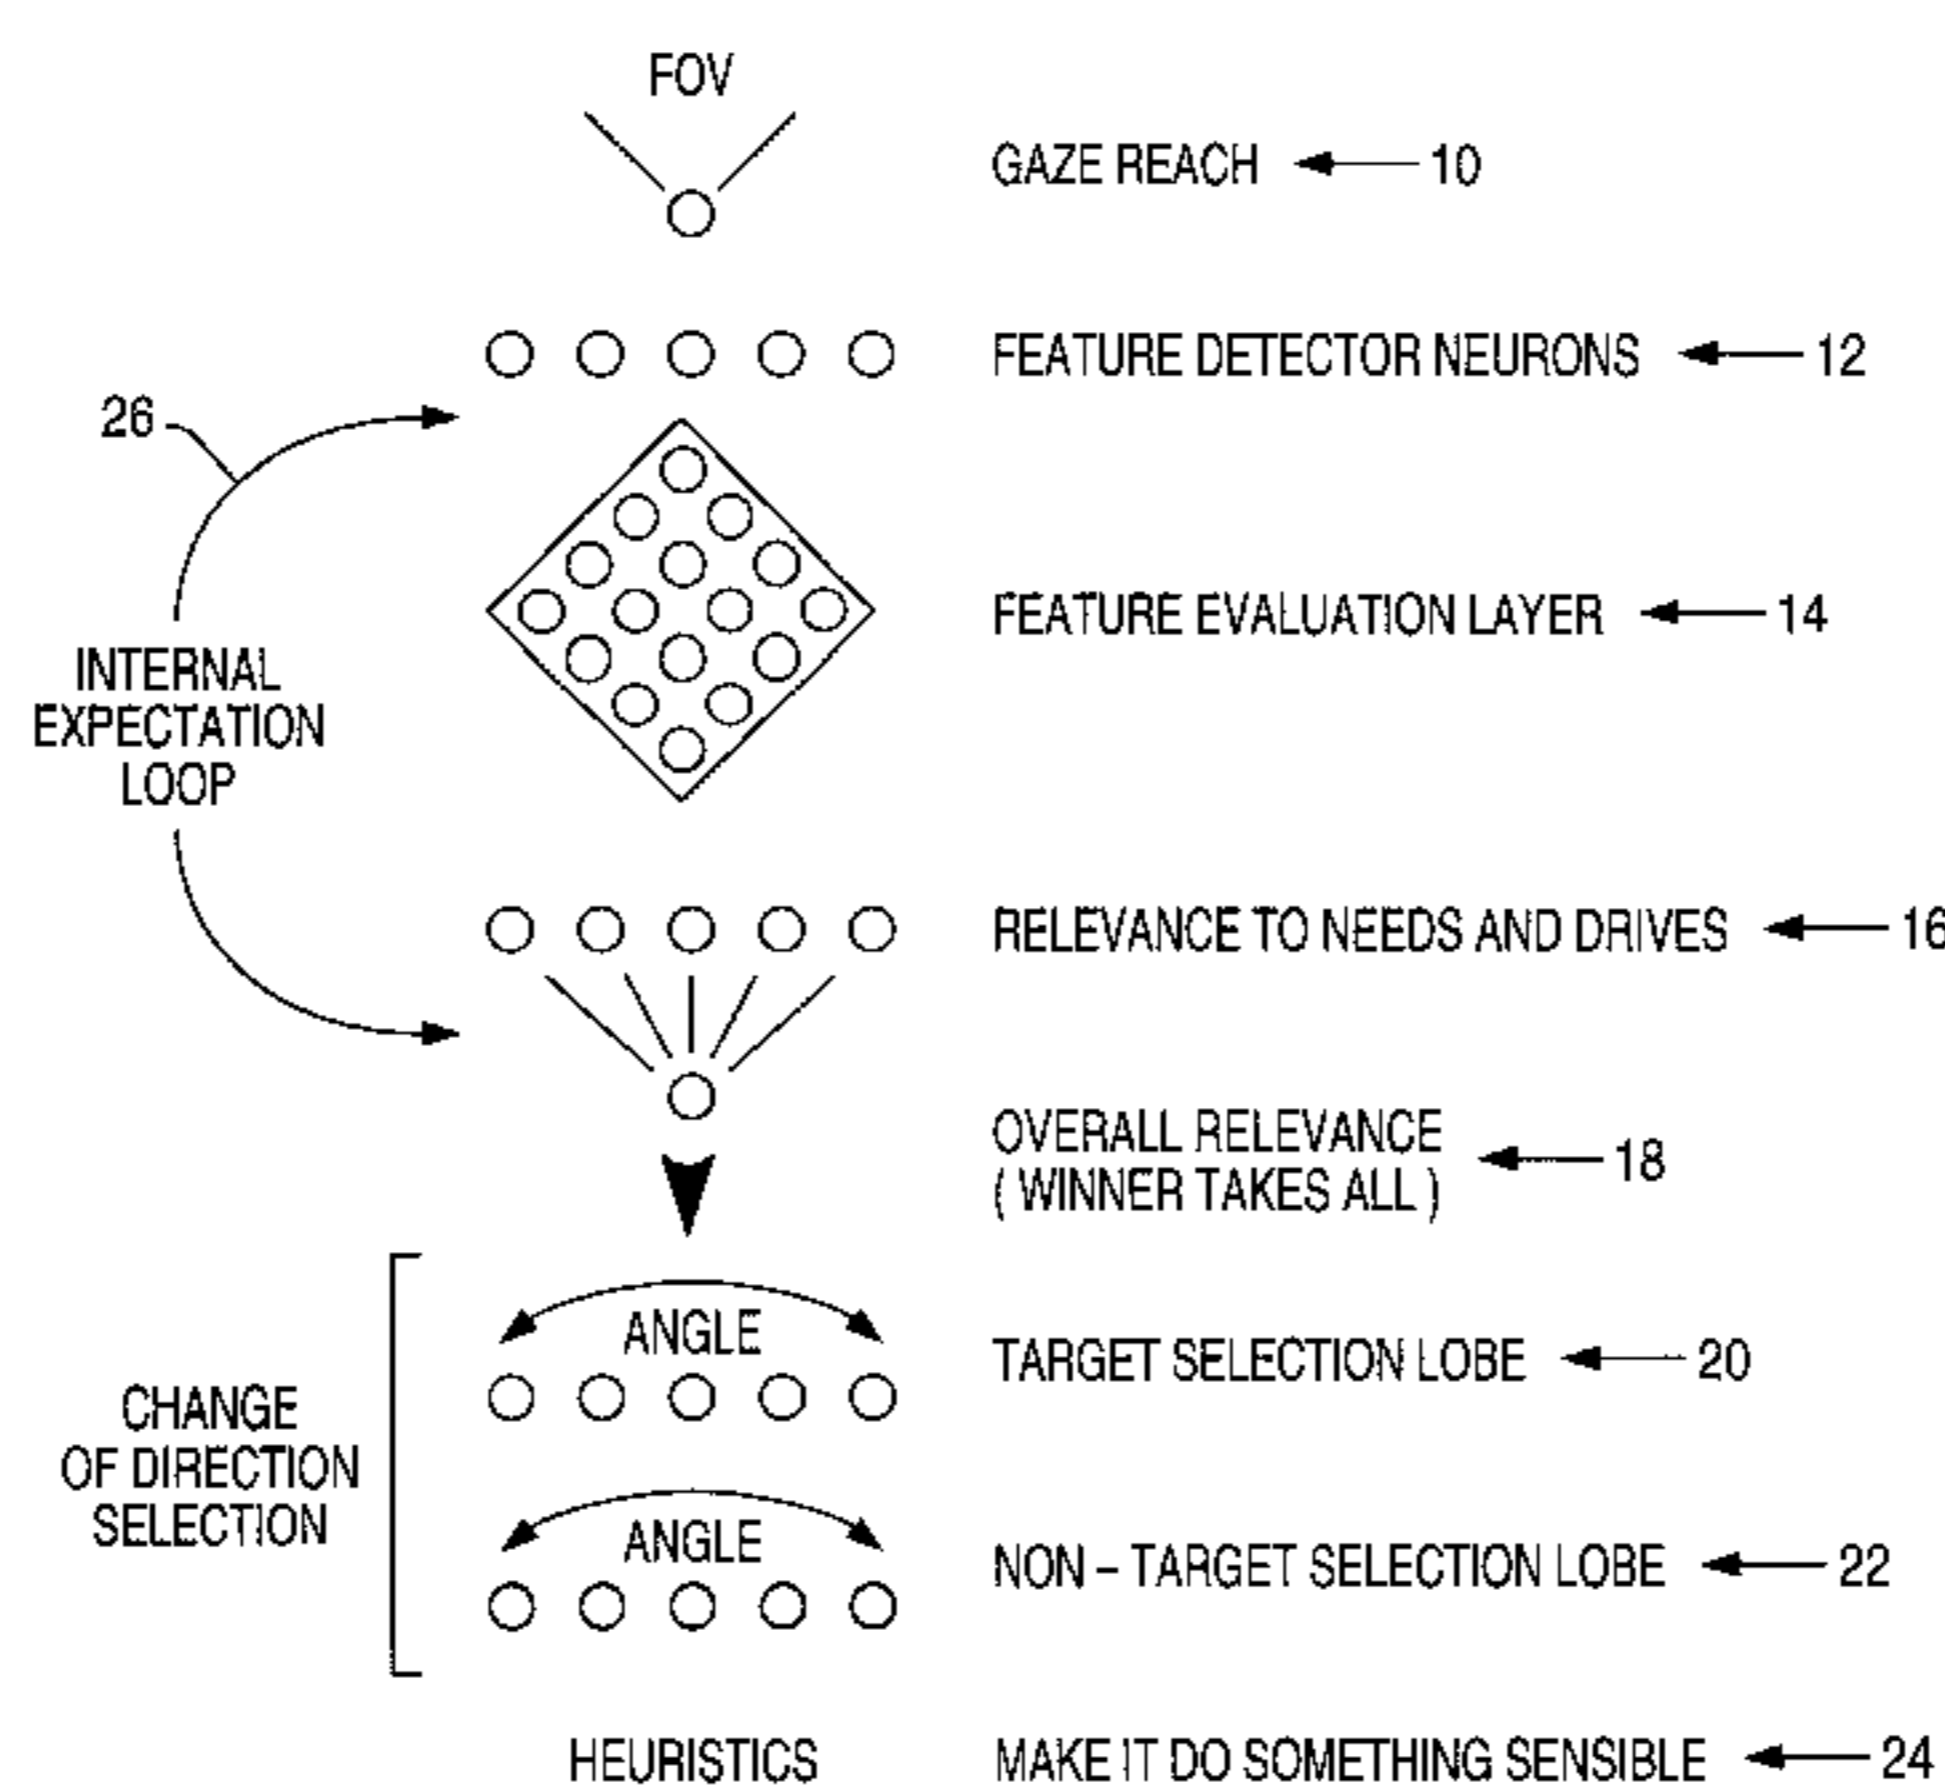 FOV
GAZE REACH 10
FEATURE DETECTOR NEURONS 12
26
FEATURE EVALUATION LAYER 14
INTERNAL
EXPECTATION
LOOP
RELEVANCE TO NEEDS AND DRIVES 16
OVERALL RELEVANCE
( WINNER TAKES ALL )
18
ANGLE
TARGET SELECTION LOBE 20
CHANGE
OF DIRECTION
SELECTION
ANGLE
NON – TARGET SELECTION LOBE 22
HEURISTICS MAKE IT DO SOMETHING SENSIBLE 24